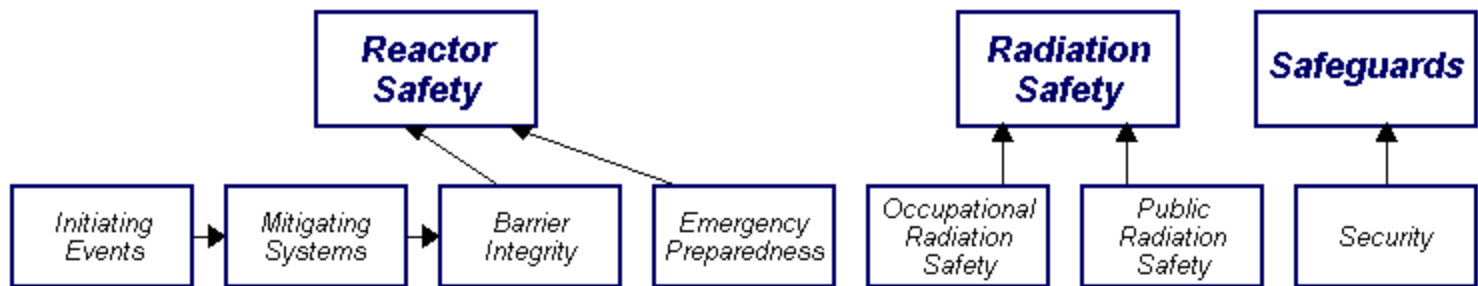 Reactor
Safety
Radiation
Safety
Safeguards
Initiating
Events
Mitigating
Systems
Barrier
Integrity
Emergency
Preparedness
Occupational
Radiation
Safety
Public
Radiation
Safety
Security